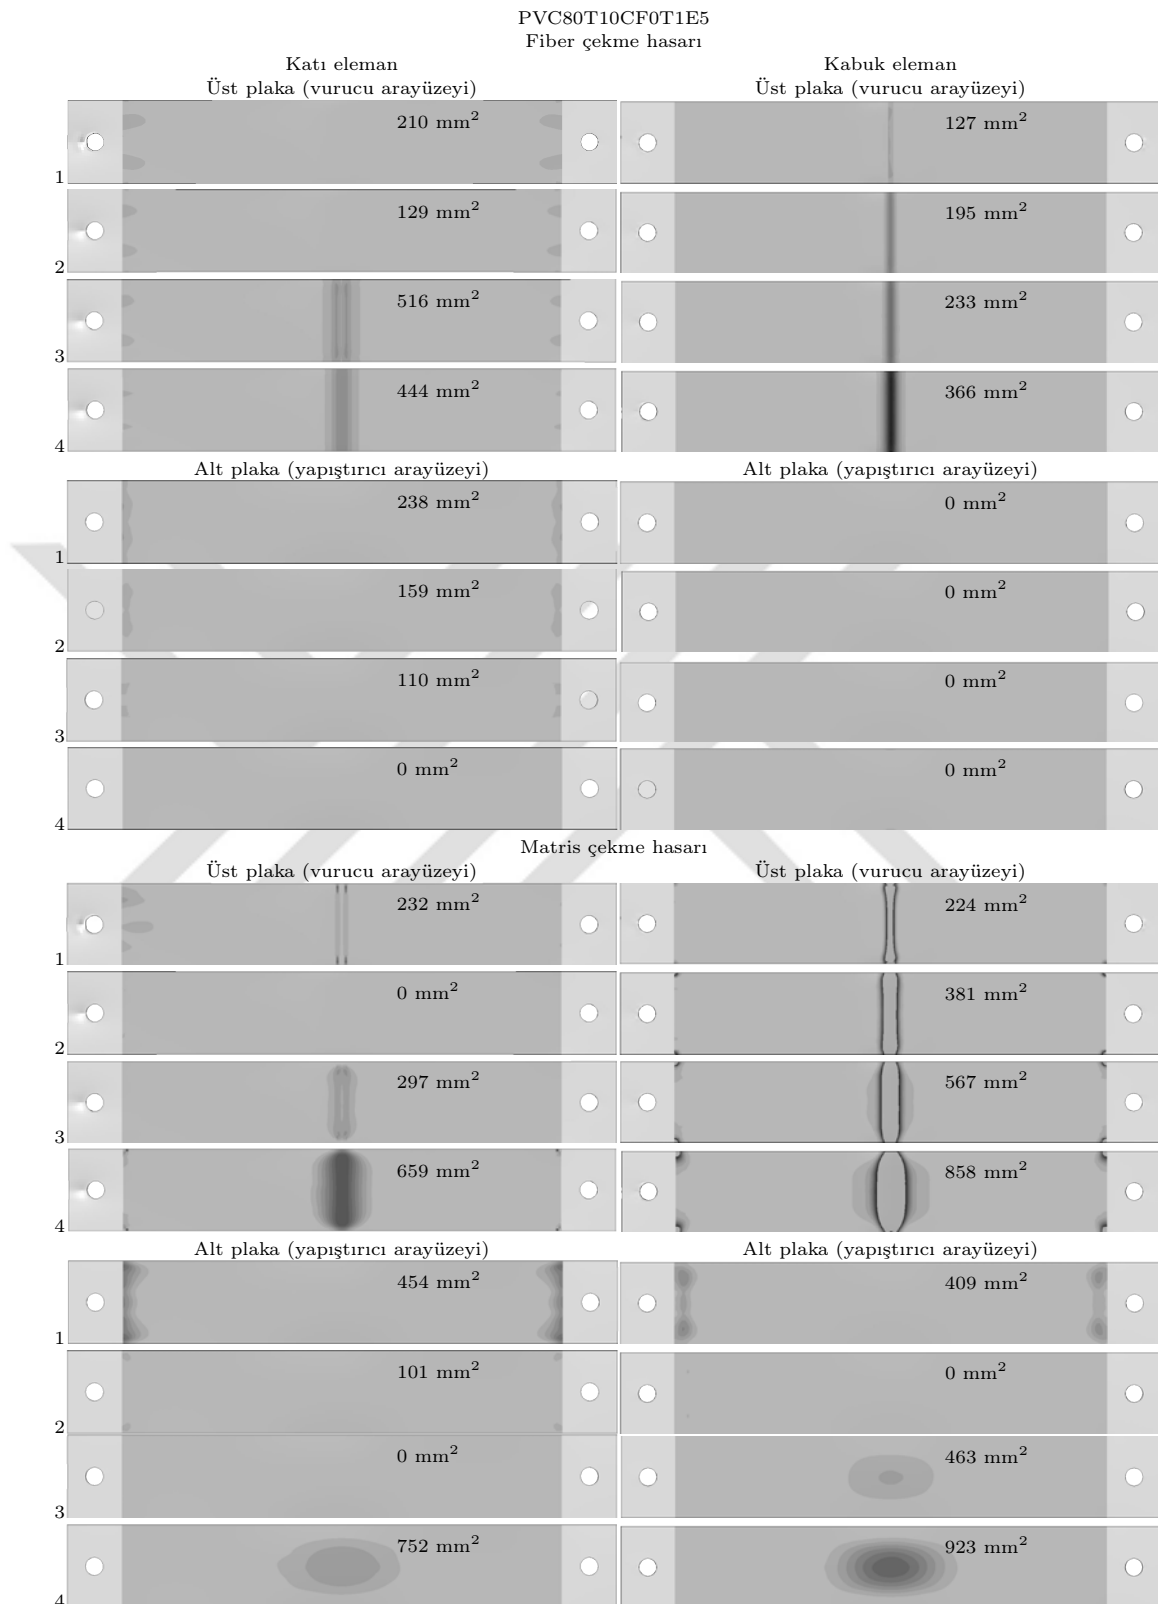 PVC80T10CF0T1E5
Fiber çekme hasarı
Katı eleman Kabuk eleman
Üst plaka (vurucu arayüzeyi) Üst plaka (vurucu arayüzeyi)
210 mm² 127 mm²
1
129 mm² 195 mm²
2
516 mm² 233 mm²
3
444 mm² 366 mm²
4
Alt plaka (yapıştırıcı arayüzeyi) Alt plaka (yapıştırıcı arayüzeyi)
238 mm² 0 mm²
1
159 mm² 0 mm²
2
110 mm² 0 mm²
3
0 mm² 0 mm²
4
Matris çekme hasarı
Üst plaka (vurucu arayüzeyi) Üst plaka (vurucu arayüzeyi)
232 mm² 224 mm²
1
0 mm² 381 mm²
2
297 mm² 567 mm²
3
659 mm² 858 mm²
4
Alt plaka (yapıştırıcı arayüzeyi) Alt plaka (yapıştırıcı arayüzeyi)
454 mm² 409 mm²
1
101 mm² 0 mm²
2
0 mm² 463 mm²
3
752 mm² 923 mm²
4